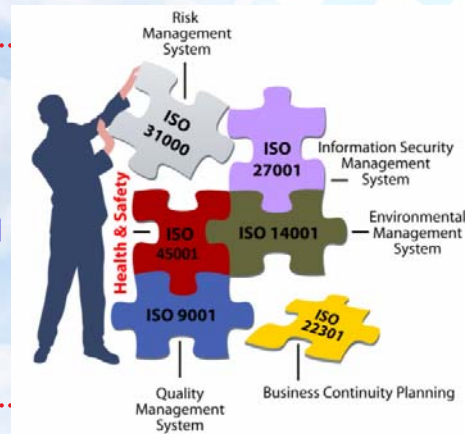 Risk
Management
System
ISO
31000
ISO
27001
Information Security
Management
System
Health & Safety
ISO
45001
ISO 14001
Environmental
Management
System
ISO 9001
ISO
22301
Quality
Management
System
Business Continuity Planning